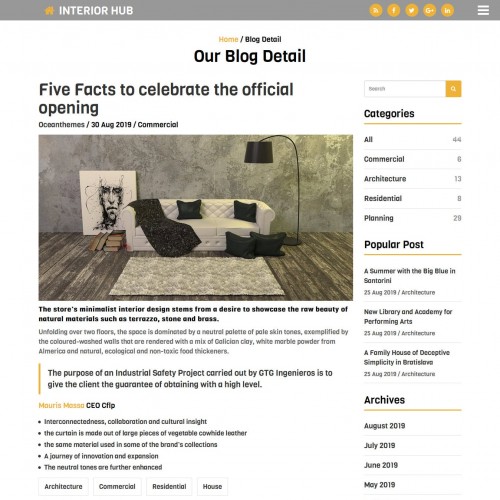 INTERIOR HUB
Home / Blog Detail
Our Blog Detail
Five Facts to celebrate the official
opening
Oceanthemes / 30 Aug 2019 / Commercial
The store's minimalist interior design stems from a desire to showcase the raw beauty of
natural materials such as terrazzo, stone and brass.
Unfolding over two floors, the space is dominated by a neutral palette of pale skin tones, exemplified by
the coloured-washed walls that are rendered with a mix of Galician clay, white marble powder from
Almerica and natural, ecological and non-toxic food thickeners.
The purpose of an Industrial Safety Project carried out by GTG Ingenieros is to
give the client the guarantee of obtaining with a high level.
Mauris Massa CEO Cflp
Interconnectedness, collaboration and cultural insight
the curtain is made out of large pieces of vegetable cowhide leather
the same material used in some of the brand's collections
A journey of innovation and expansion
The neutral tones are further enhanced
Architecture Commercial Residential House
Search
Categories
All 44
Commercial 6
Architecture 13
Residential 8
Planning 29
Popular Post
A Summer with the Big Blue in
Santorini
25 Aug 2019 / Architecture
New Library and Academy for
Performing Arts
25 Aug 2019 / Architecture
A Family House of Deceptive
Simplicity in Bratislava
25 Aug 2019 / Architecture
Archives
August 2019
July 2019
June 2019
May 2019